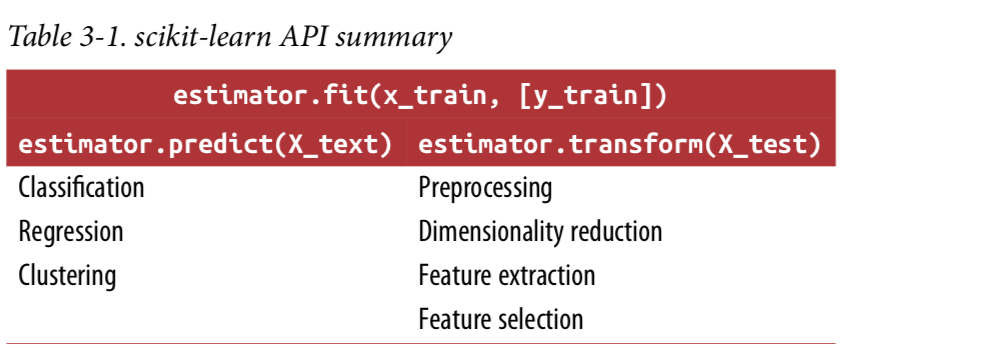 Table 3-1. scikit-learn API summary
estimator.fit(x_train, [y_train])
estimator.predict(X_text) estimator.transform(X_test)
Classification Preprocessing
Regression Dimensionality reduction
Clustering Feature extraction
Feature selection